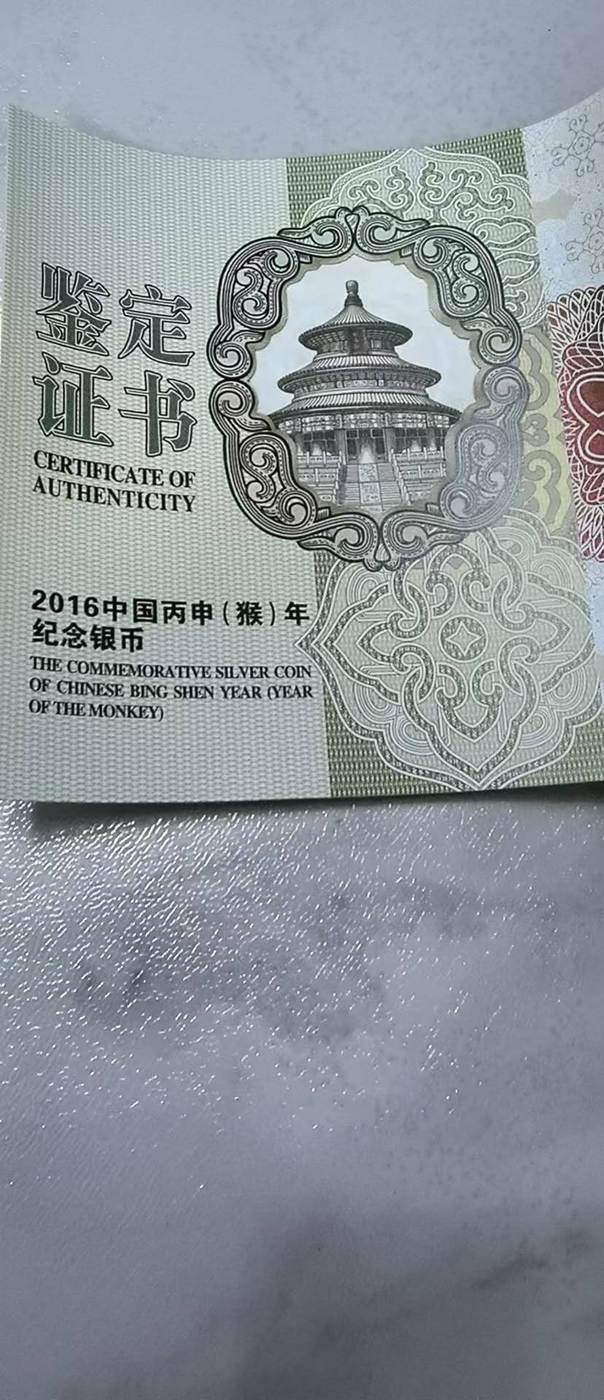 鉴定
证书
CERTIFICATE OF
AUTHENTICITY
2016中国丙申(猴)年
纪念银币
THE COMMEMORATIVE SILVER COIN
OF CHINESE BING SHEN YEAR (YEAR
OF THE MONKEY)